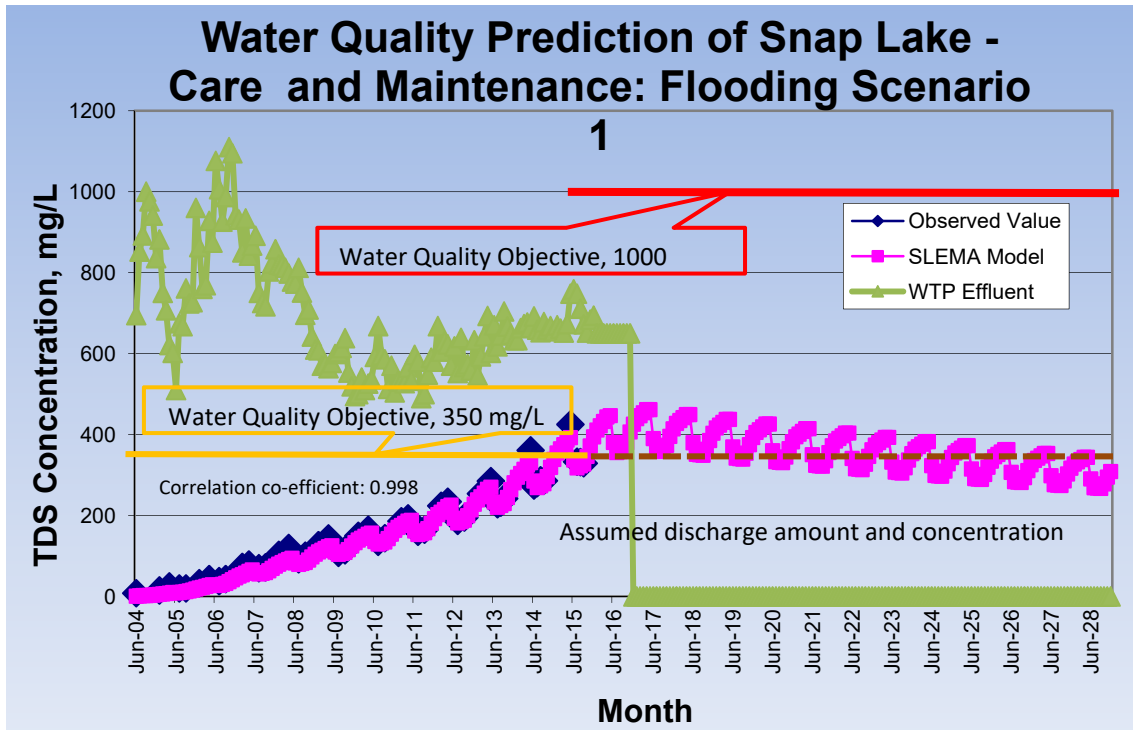 Water Quality Prediction of Snap Lake -
Care and Maintenance: Flooding Scenario
1
TDS Concentration, mg/L
1200
1000
800
600
400
200
0
Observed Value
SLEMA Model
WTP Effluent
Water Quality Objective, 1000
Water Quality Objective, 350 mg/L
Correlation co-efficient: 0.998
Assumed discharge amount and concentration
Jun-04
Jun-05
Jun-06
Jun-07
Jun-08
Jun-09
Jun-10
Jun-11
Jun-12
Jun-13
Jun-14
Jun-15
Jun-16
Jun-17
Jun-18
Jun-19
Jun-20
Jun-21
Jun-22
Jun-23
Jun-24
Jun-25
Jun-26
Jun-27
Jun-28
Month